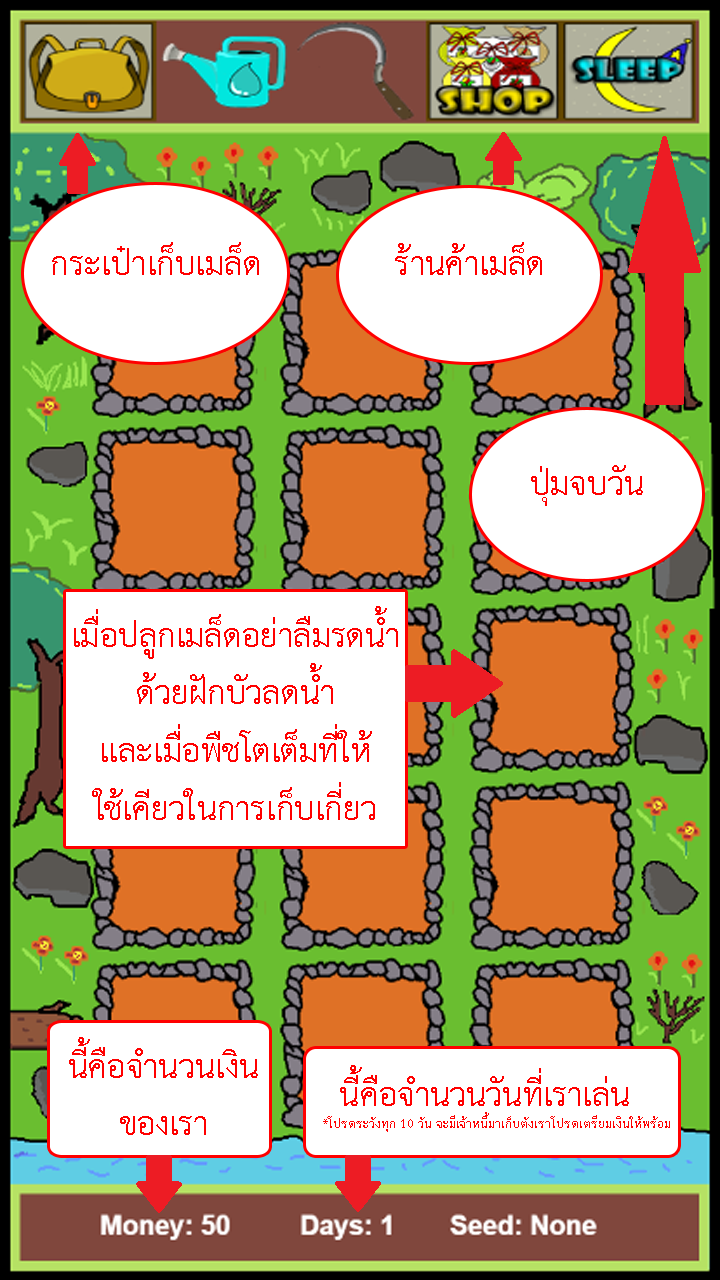 SHOP
SLEEP
กระเป๋าเก็บเมล็ด
ร้านค้าเมล็ด
ปุ่มจบวัน
เมื่อปลูกเมล็ดอย่าลืมรดน้ำ
ด้วยฝักบัวลดน้ำ
และเมื่อพืชโตเต็มที่ให้
ใช้เคียวในการเก็บเกี่ยว
นี้คือจำนวนเงิน
ของเรา
นี้คือจำนวนวันที่เราเล่น
*โปรดระวังทุก 10 วัน จะมีเจ้าหนี้มาเก็บตังเราโปรดเตรียมเงินให้พร้อม
Money: 50
Days: 1
Seed: None